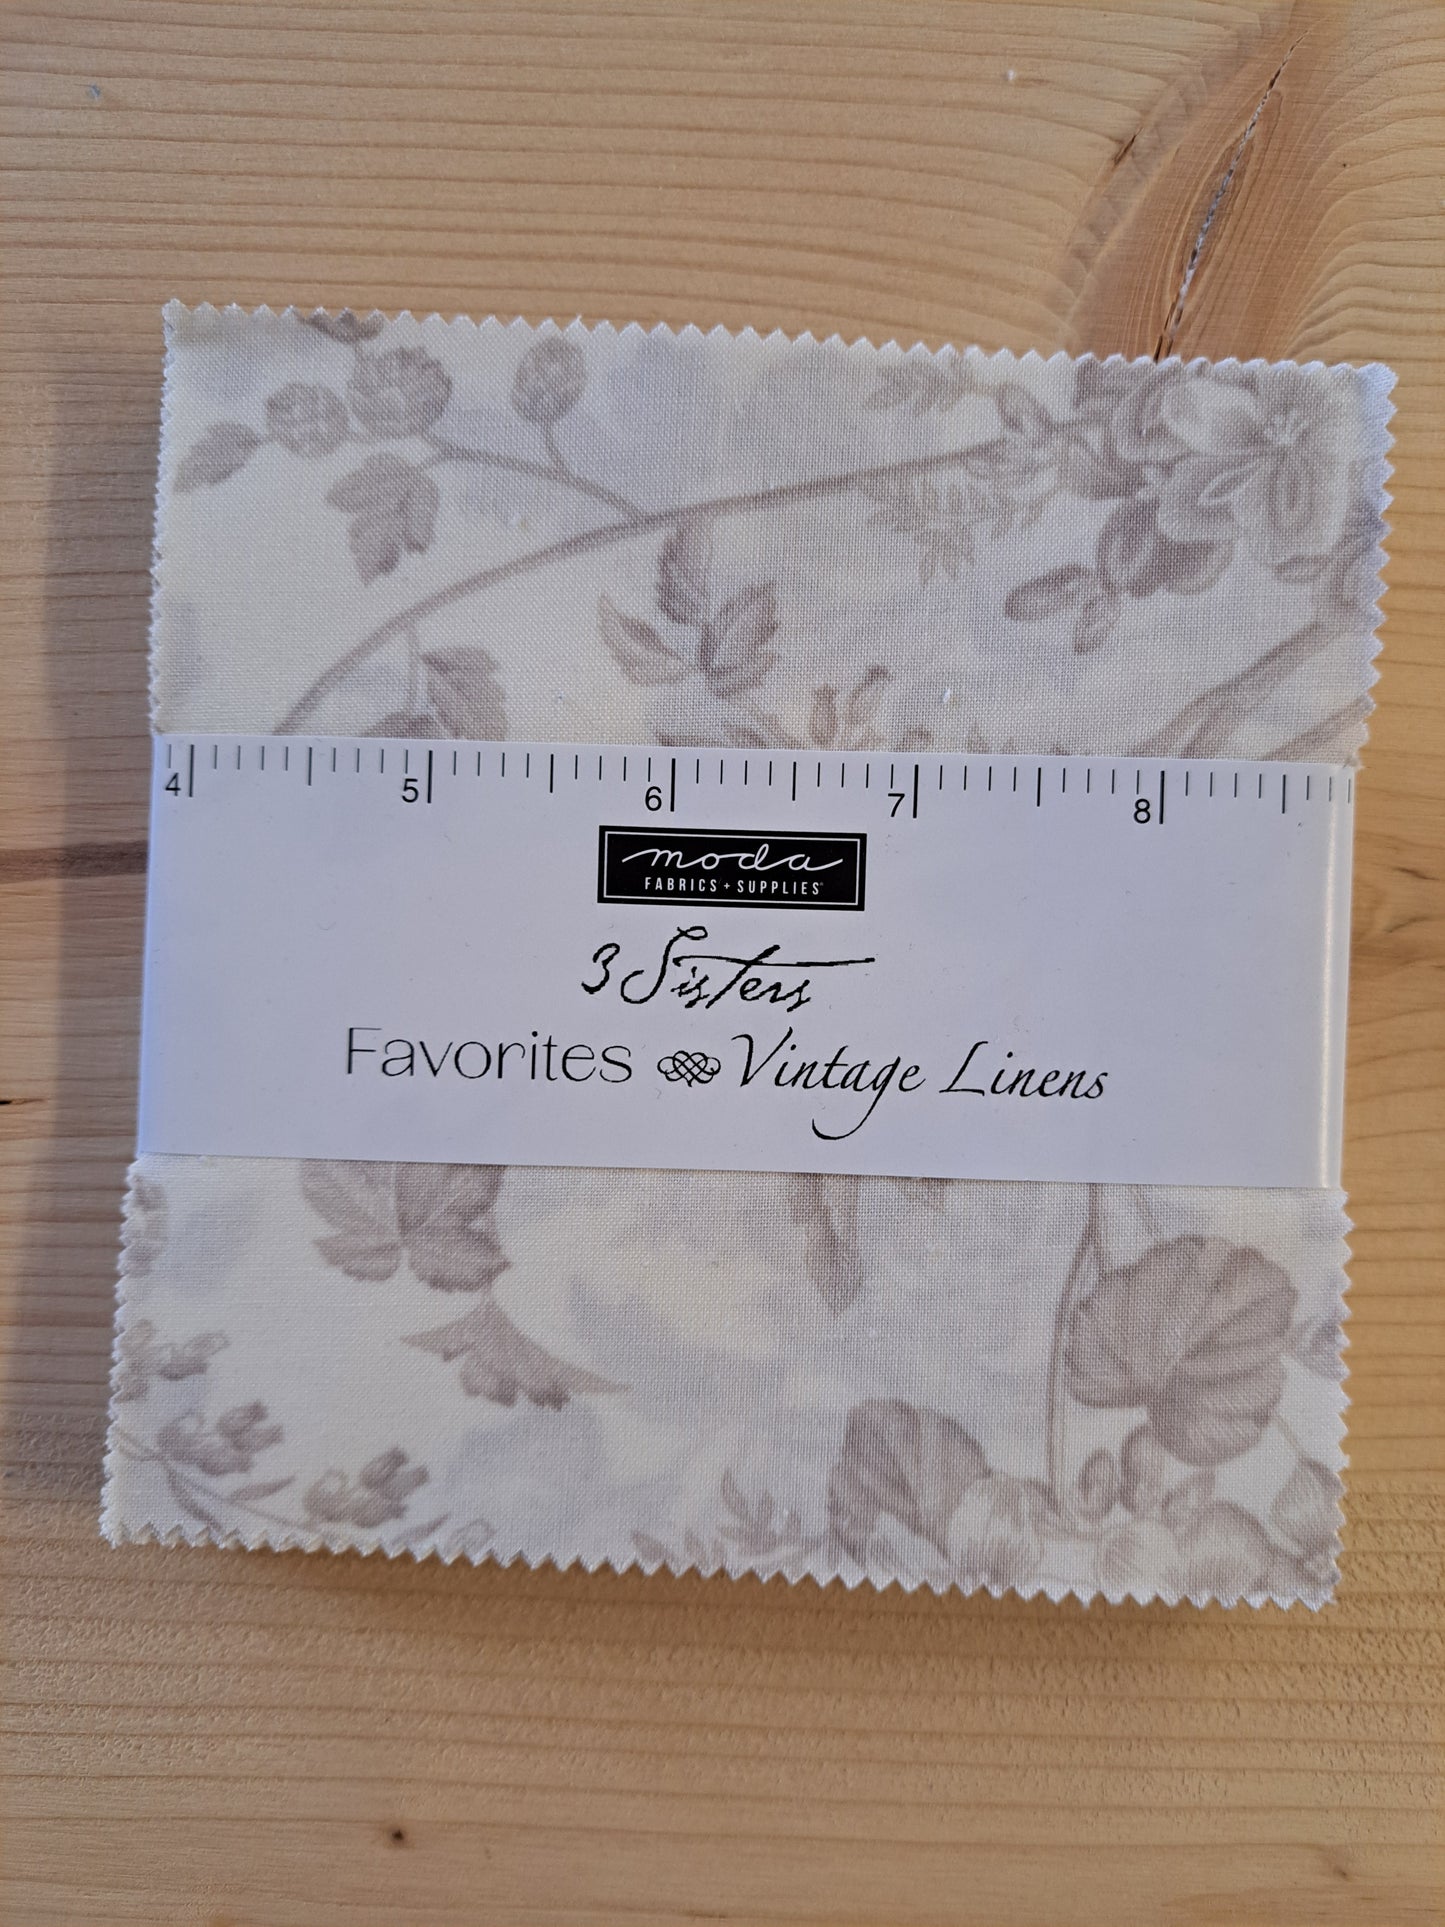 4 5 6 7 8
moda
FABRICS + SUPPLIES
3 Sisters
Favorites Vintage Linens